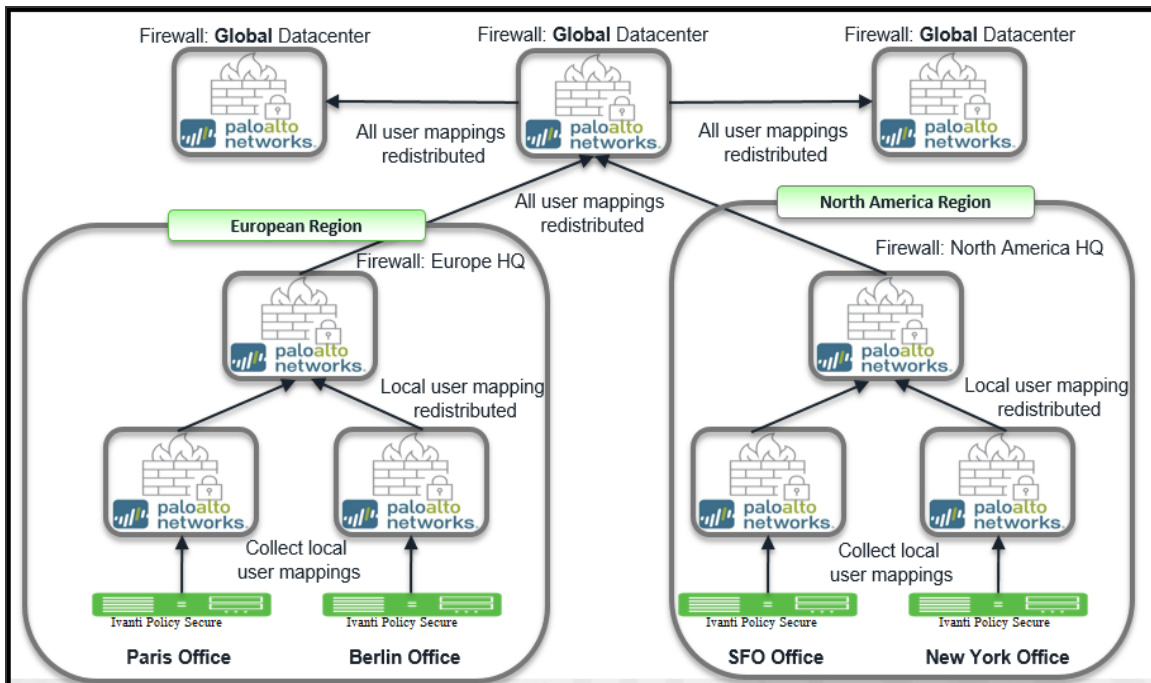 Firewall: Global Datacenter
Firewall: Global Datacenter
Firewall: Global Datacenter
paloalto
networks.
paloalto
networks.
paloalto
networks.
All user mappings
redistributed
All user mappings
redistributed
All user mappings
redistributed
European Region
North America Region
Firewall: Europe HQ
Firewall: North America HQ
paloalto
networks.
paloalto
networks.
Local user mapping
redistributed
Local user mapping
redistributed
paloalto
networks.
paloalto
networks.
paloalto
networks.
paloalto
networks.
Collect local
user mappings
Collect local
user mappings
Ivanti Policy Secure
Ivanti Policy Secure
Ivanti Policy Secure
Ivanti Policy Secure
Paris Office
Berlin Office
SFO Office
New York Office